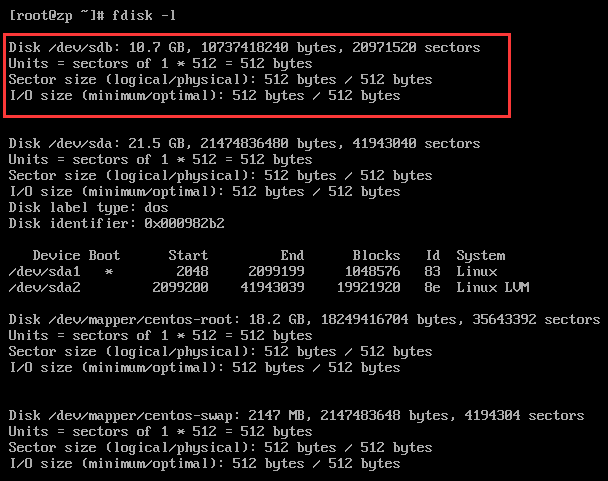 [root@zp ~]# fdisk -l
Disk /dev/sdb: 10.7 GB, 10737418240 bytes, 20971520 sectors
Units = sectors of 1 * 512 = 512 bytes
Sector size (logical/physical): 512 bytes / 512 bytes
I/O size (minimum/optimal): 512 bytes / 512 bytes
Disk /dev/sda: 21.5 GB, 21474836480 bytes, 41943040 sectors
Units = sectors of 1 * 512 = 512 bytes
Sector size (logical/physical): 512 bytes / 512 bytes
I/O size (minimum/optimal): 512 bytes / 512 bytes
Disk label type: dos
Disk identifier: 0x000982b2
Device Boot Start End Blocks Id System
/dev/sda1 * 2048 2099199 1048576 83 Linux
/dev/sda2 2099200 41943039 19921920 8e Linux LVM
Disk /dev/mapper/centos-root: 18.2 GB, 18249416704 bytes, 35643392 sectors
Units = sectors of 1 * 512 = 512 bytes
Sector size (logical/physical): 512 bytes / 512 bytes
I/O size (minimum/optimal): 512 bytes / 512 bytes
Disk /dev/mapper/centos-swap: 2147 MB, 2147483648 bytes, 4194304 sectors
Units = sectors of 1 * 512 = 512 bytes
Sector size (logical/physical): 512 bytes / 512 bytes
I/O size (minimum/optimal): 512 bytes / 512 bytes